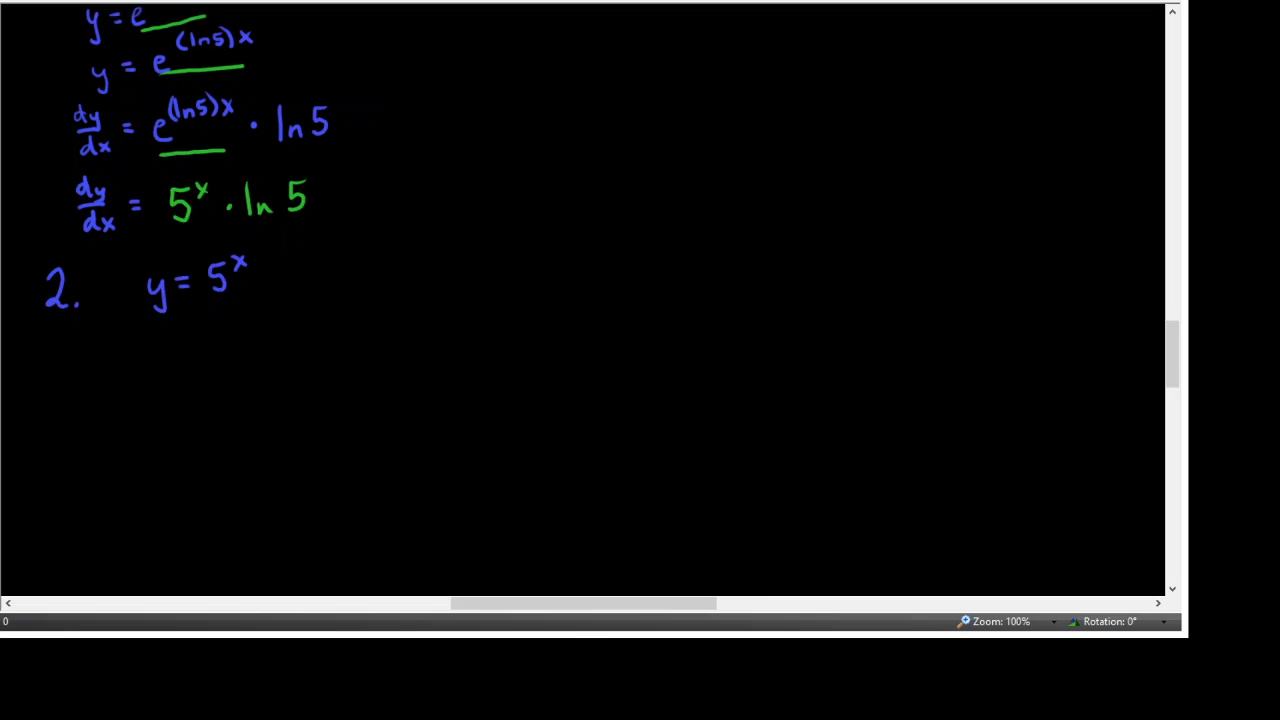 y = e
y = e^{(ln5)x}
dy/dx = e^{(ln5)x} · ln 5
dy/dx = 5^x · ln 5
2. y = 5^x
0 Zoom: 100% Rotation: 0°